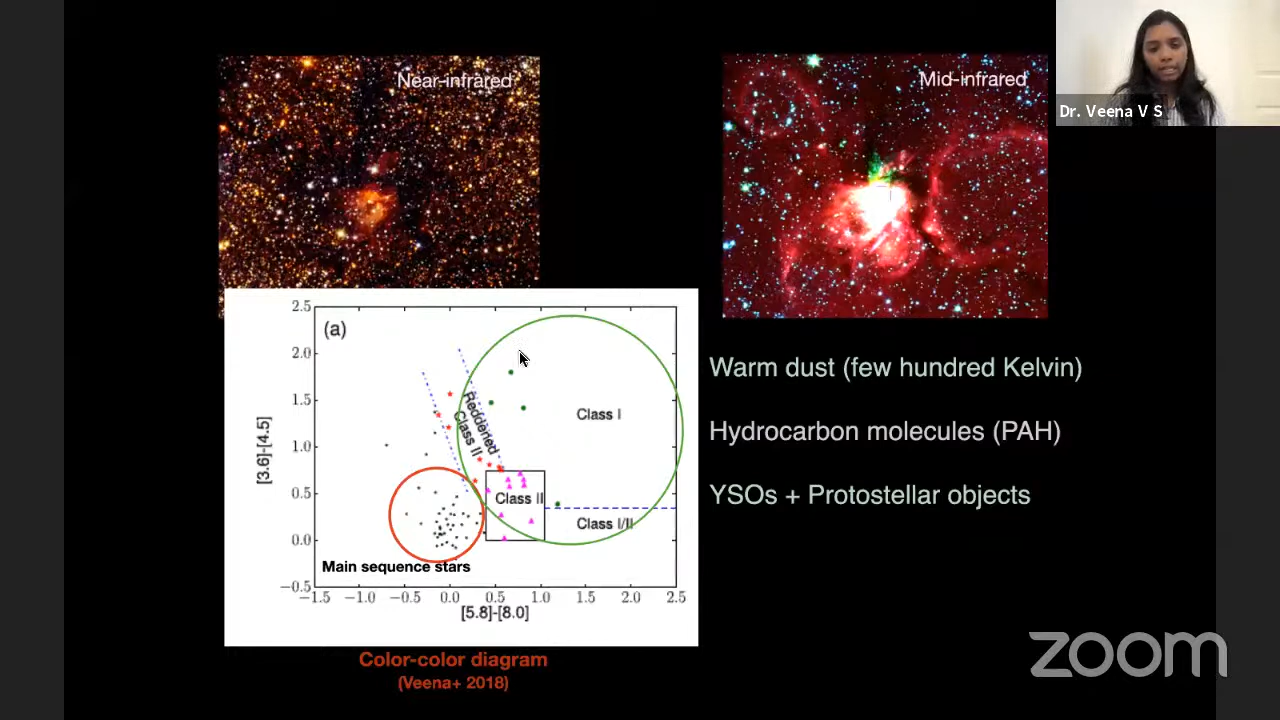 Near-infrared
Mid-infrared
Dr. Veena V S
(a)
2.5
2.0
1.5
1.0
0.5
0.0
−0.5
[3.6]-[4.5]
Reddened
Class II
Class I
Class II
Class I/II
Main sequence stars
−1.5 −1.0 −0.5 0.0 0.5 1.0 1.5 2.0 2.5
[5.8]-[8.0]
Color-color diagram
(Veena+ 2018)
Warm dust (few hundred Kelvin)
Hydrocarbon molecules (PAH)
YSOs + Protostellar objects
zoom